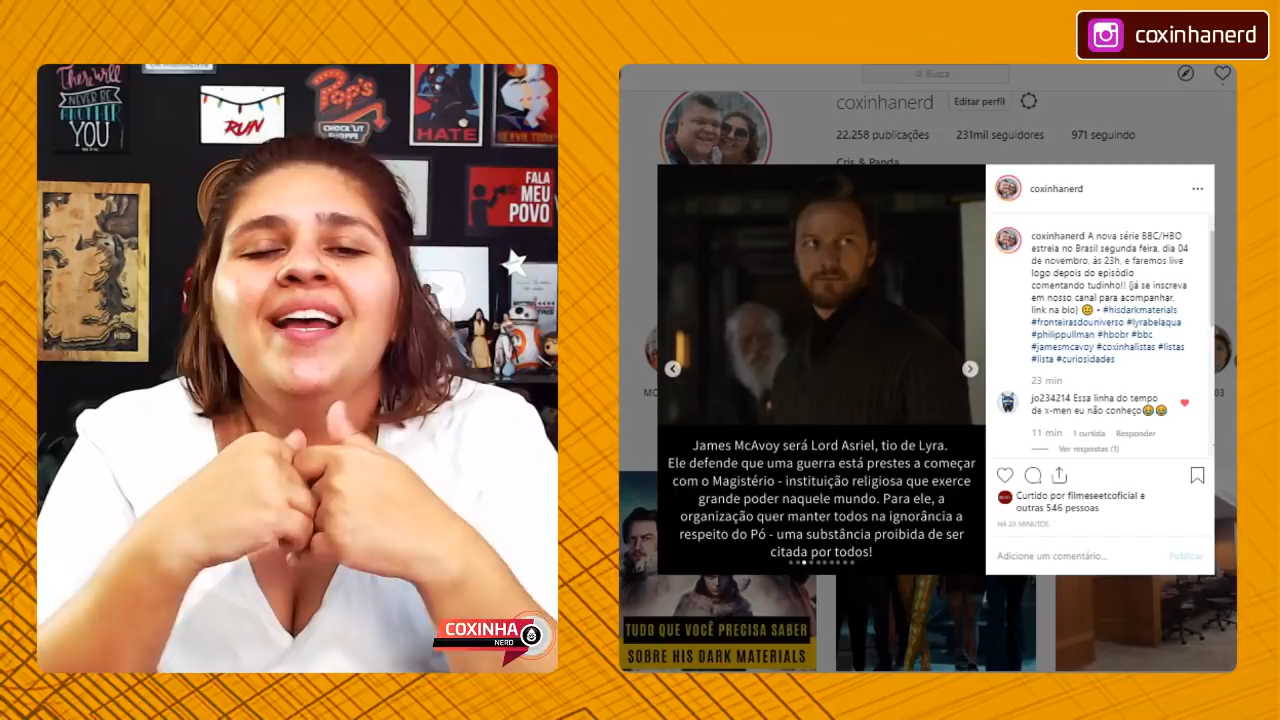 coxinhanerd
There will
NEVER BE
ANOTHER
YOU
RUN
POP'S
CHOCK'LIT
SHOPPE
HATE
FALA
MEU
POVO
HBO
COXINHA
NERD
Busca
coxinhanerd
Editar perfil
22.258 publicações
231mil seguidores
971 seguindo
Cris & Panda
coxinhanerd
coxinhanerd A nova série BBC/HBO
estreia no Brasil segunda feira, dia 04
de novembro, às 23h, e faremos live
logo depois do episódio
comentando tudinho!! (já se inscreva
em nosso canal para acompanhar,
link na bio) 😉 • #hisdarkmaterials
#fronteirasdouniverso #lyrabelaqua
#philippullman #hbobr #bbc
#jamesmcavoy #coxinhalistas #listas
#lista #curiosidades
23 min
jo234214 Essa linha do tempo
de x-men eu não conheço😂😂
11 min 1 curtida Responder
Ver respostas (1)
Curtido por filmeseetcoficial e
outras 546 pessoas
HÁ 23 MINUTOS
Adicione um comentário...
Publicar
James McAvoy será Lord Asriel, tio de Lyra.
Ele defende que uma guerra está prestes a começar
com o Magistério - instituição religiosa que exerce
grande poder naquele mundo. Para ele, a
organização quer manter todos na ignorância a
respeito do Pó - uma substância proibida de ser
citada por todos!
03
TUDO QUE VOCÊ PRECISA SABER
SOBRE HIS DARK MATERIALS